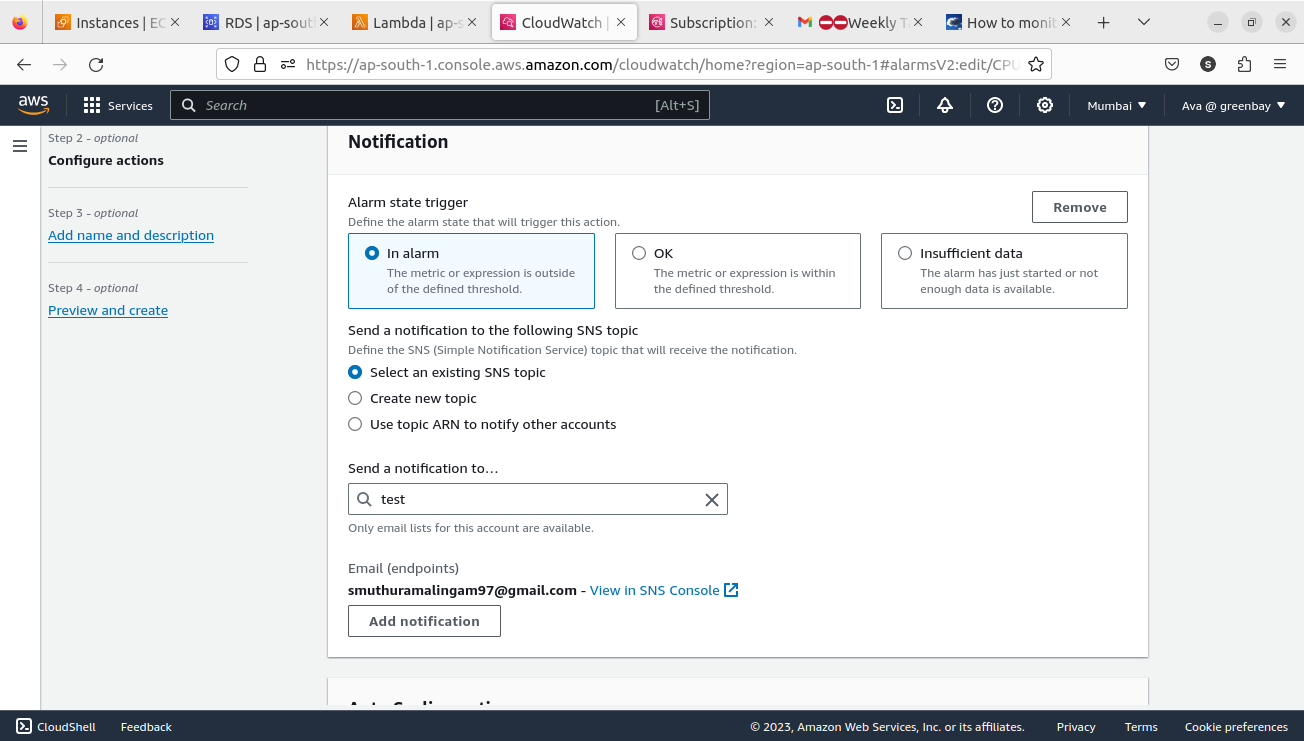 Instances | EC
RDS | ap-sout
Lambda | ap-s
CloudWatch |
Subscription:
Weekly T
How to monit
https://ap-south-1.console.aws.amazon.com/cloudwatch/home?region=ap-south-1#alarmsV2:edit/CPU
S
aws
Services
Search
[Alt+S]
Mumbai
Ava @ greenbay
Step 2 - optional
Configure actions
Step 3 - optional
Add name and description
Step 4 - optional
Preview and create
Notification
Alarm state trigger
Define the alarm state that will trigger this action.
Remove
In alarm
The metric or expression is outside
of the defined threshold.
OK
The metric or expression is within
the defined threshold.
Insufficient data
The alarm has just started or not
enough data is available.
Send a notification to the following SNS topic
Define the SNS (Simple Notification Service) topic that will receive the notification.
Select an existing SNS topic
Create new topic
Use topic ARN to notify other accounts
Send a notification to…
test
Only email lists for this account are available.
Email (endpoints)
smuthuramalingam97@gmail.com - View in SNS Console
Add notification
CloudShell
Feedback
© 2023, Amazon Web Services, Inc. or its affiliates.
Privacy
Terms
Cookie preferences